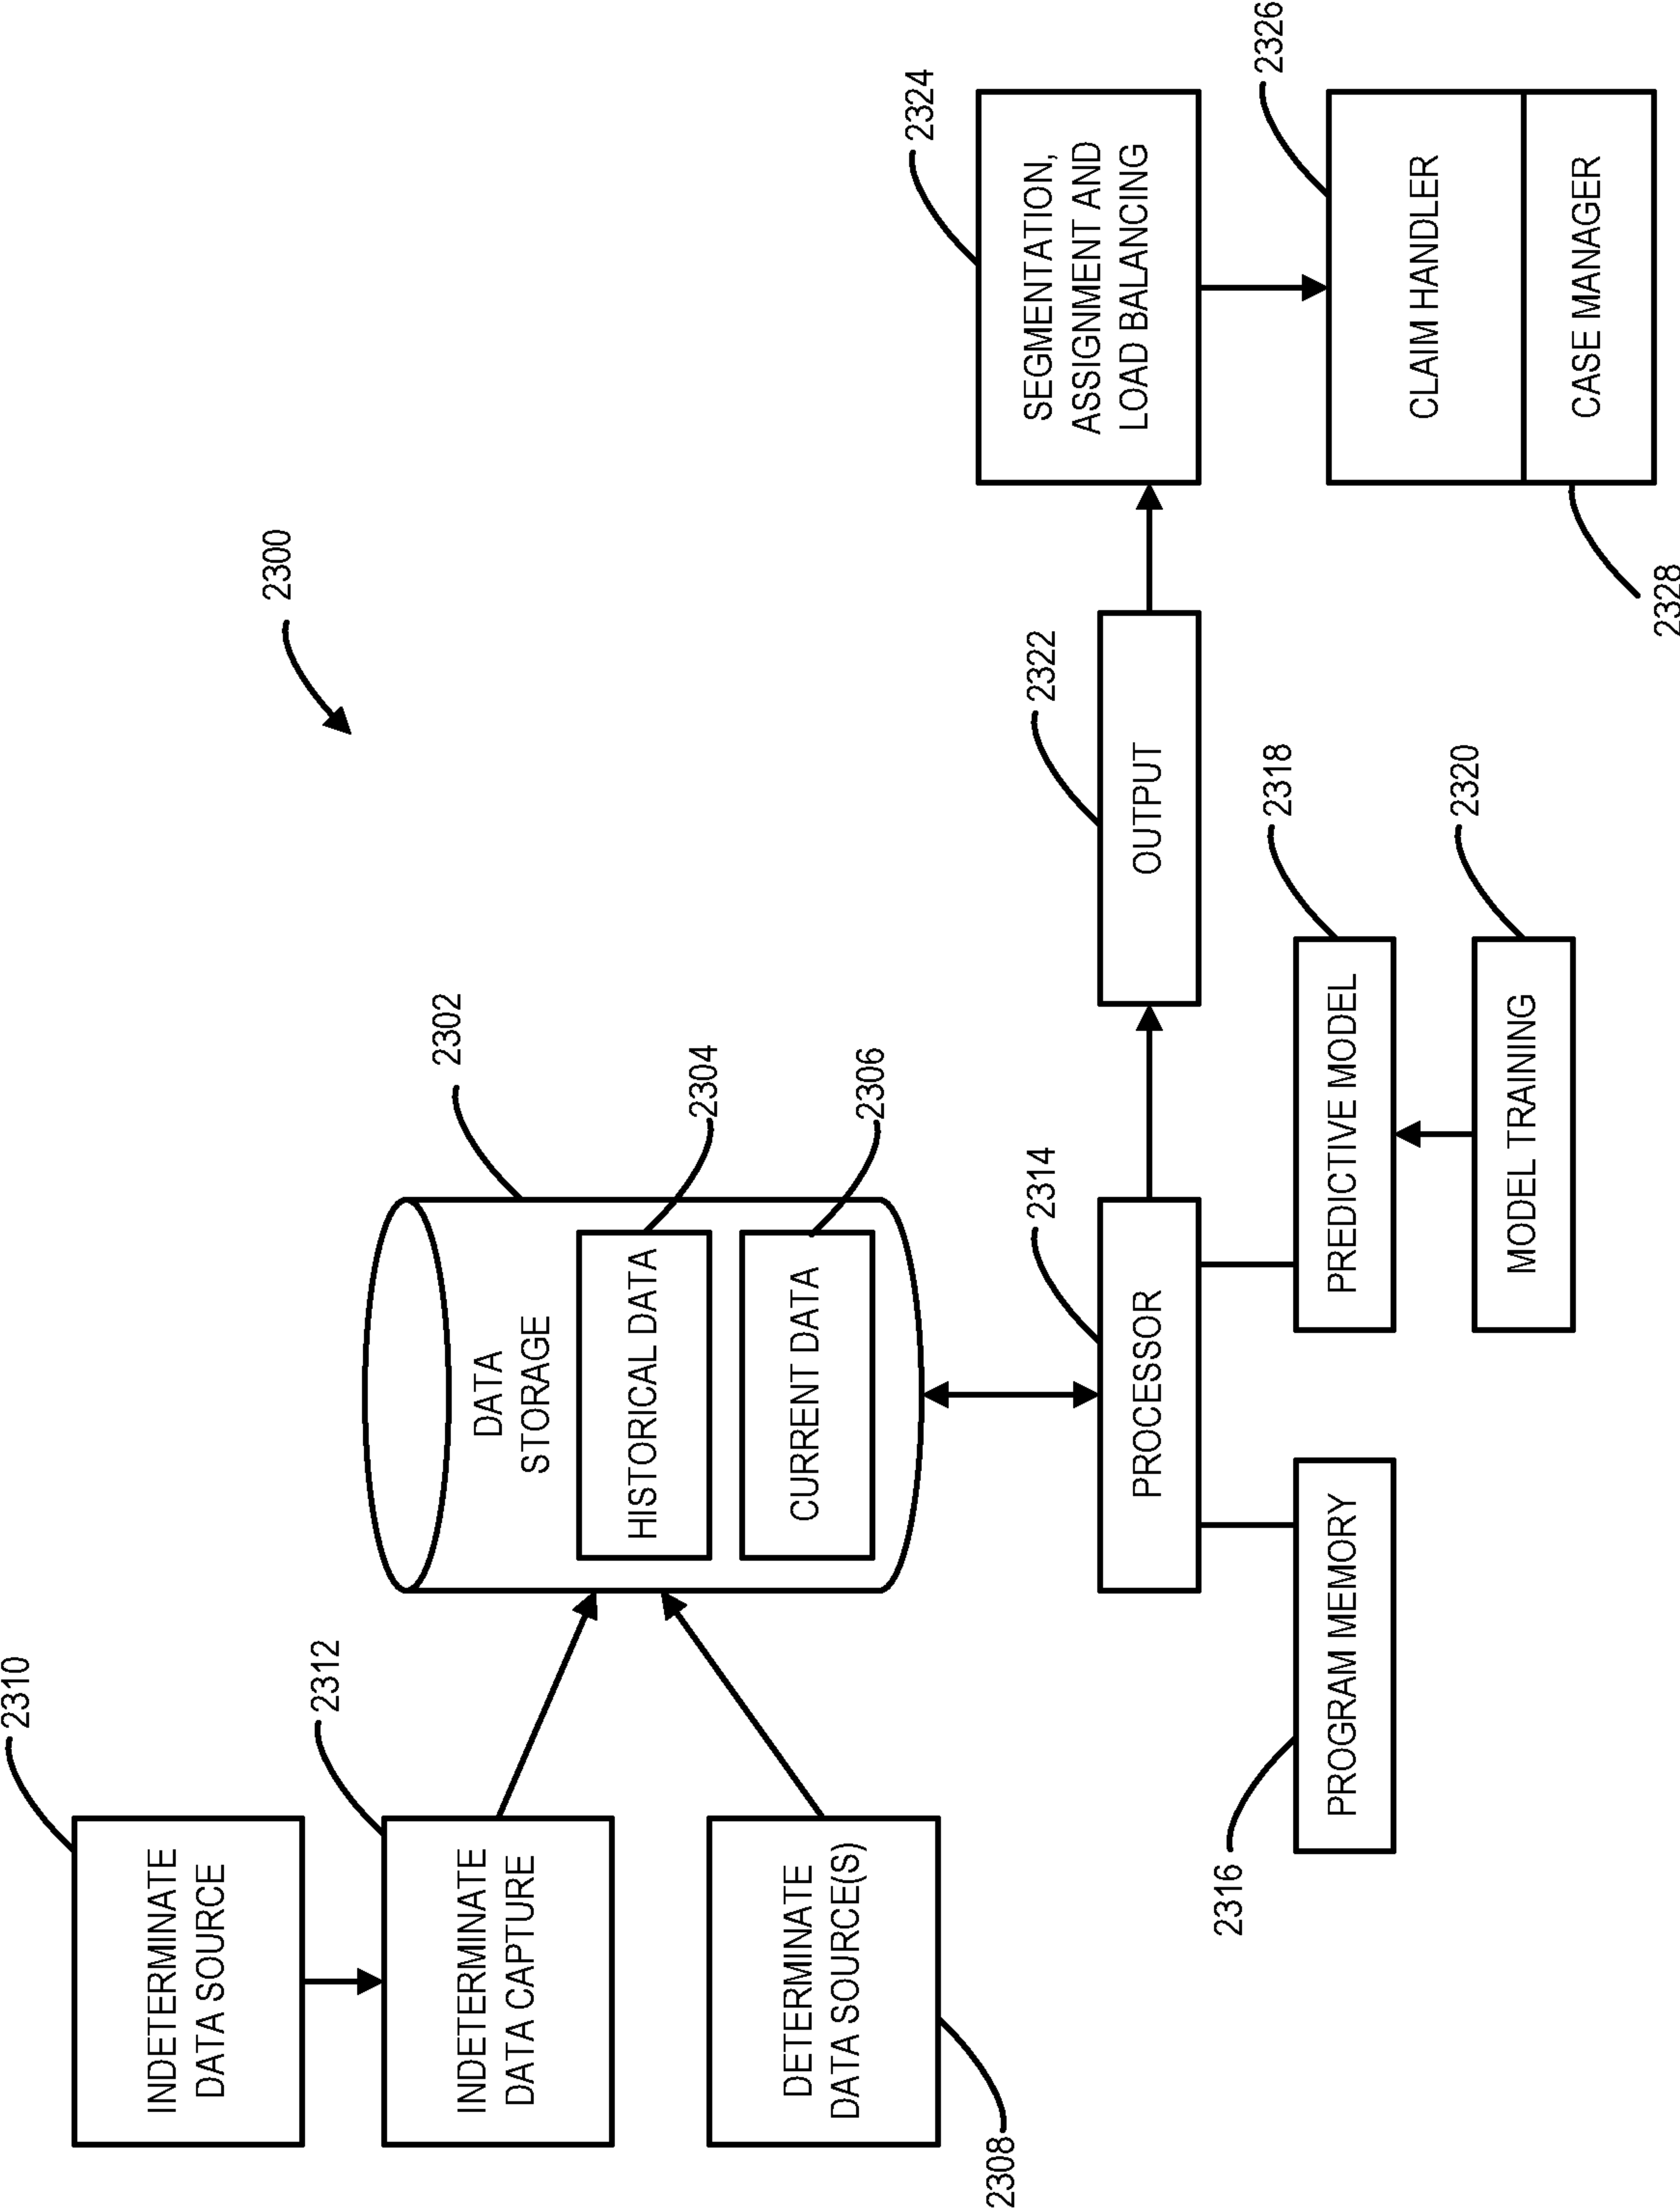 2300
2310
INDETERMINATE
DATA SOURCE
2312
INDETERMINATE
DATA CAPTURE
DETERMINATE
DATA SOURCE(S)
2308
2302
DATA
STORAGE
HISTORICAL DATA
2304
CURRENT DATA
2306
2314
PROCESSOR
PROGRAM MEMORY
2316
PREDICTIVE MODEL
2318
MODEL TRAINING
2320
OUTPUT
2322
SEGMENTATION,
ASSIGNMENT AND
LOAD BALANCING
2324
CLAIM HANDLER
2326
CASE MANAGER
2328